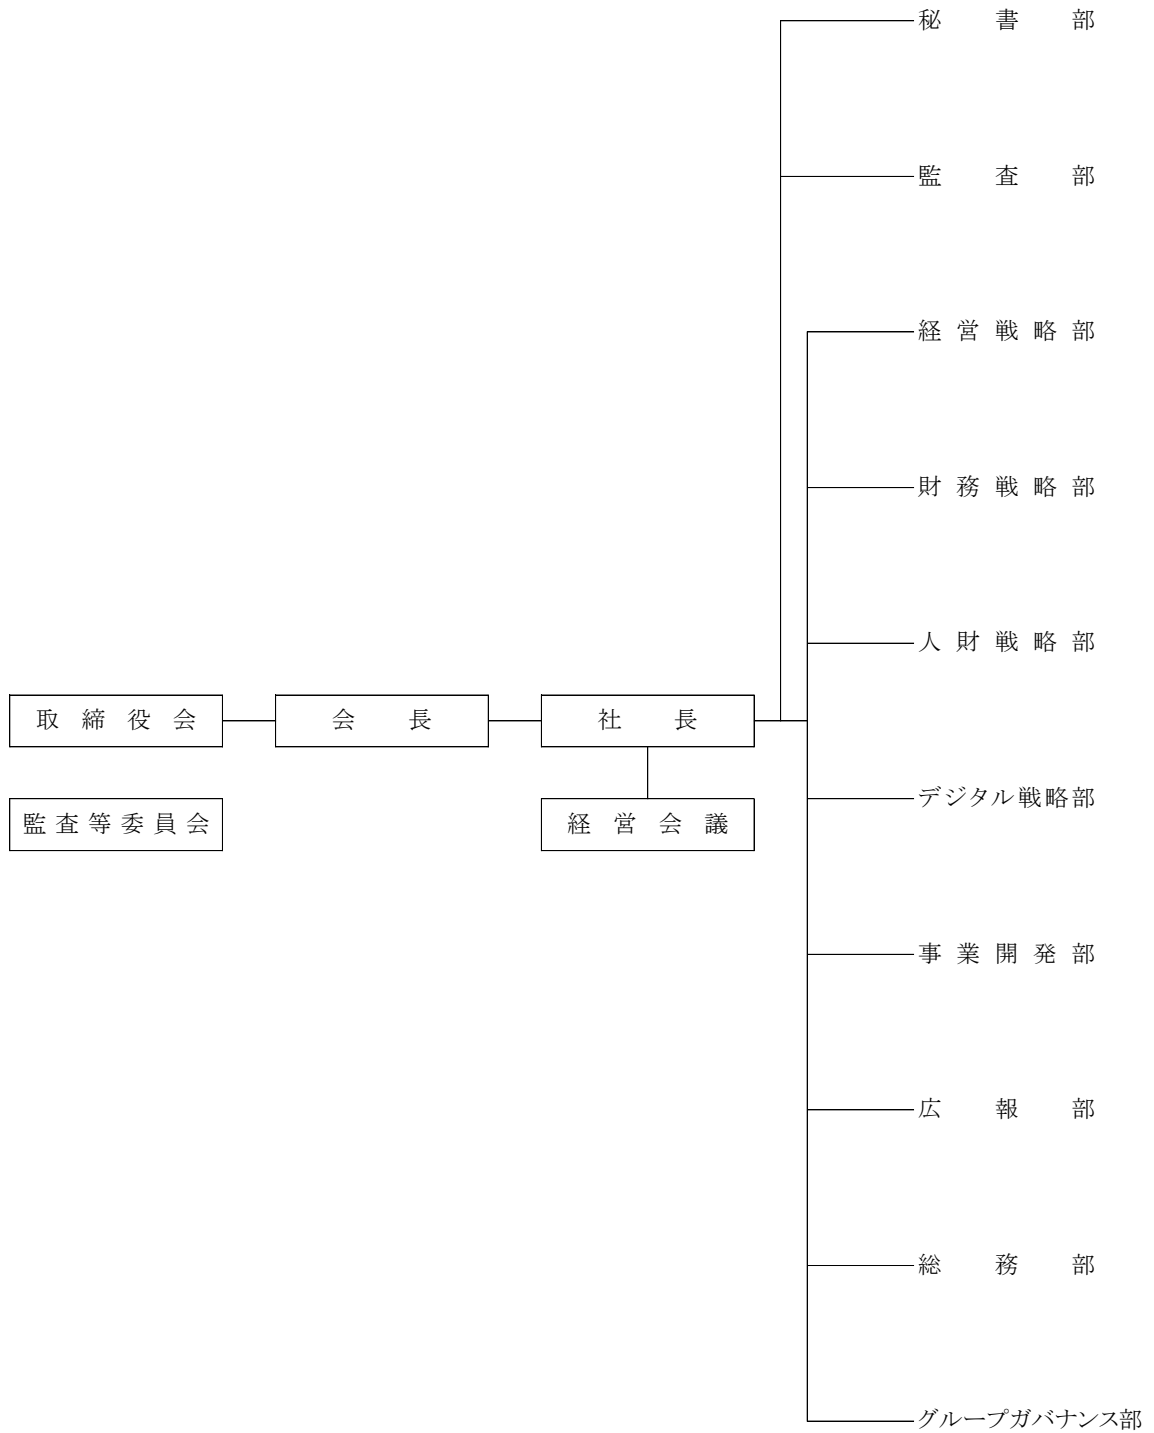 秘書部
監査部
経営戦略部
財務戦略部
人財戦略部
取締役会
会長
社長
デジタル戦略部
監査等委員会
経営会議
事業開発部
広報部
総務部
グループガバナンス部